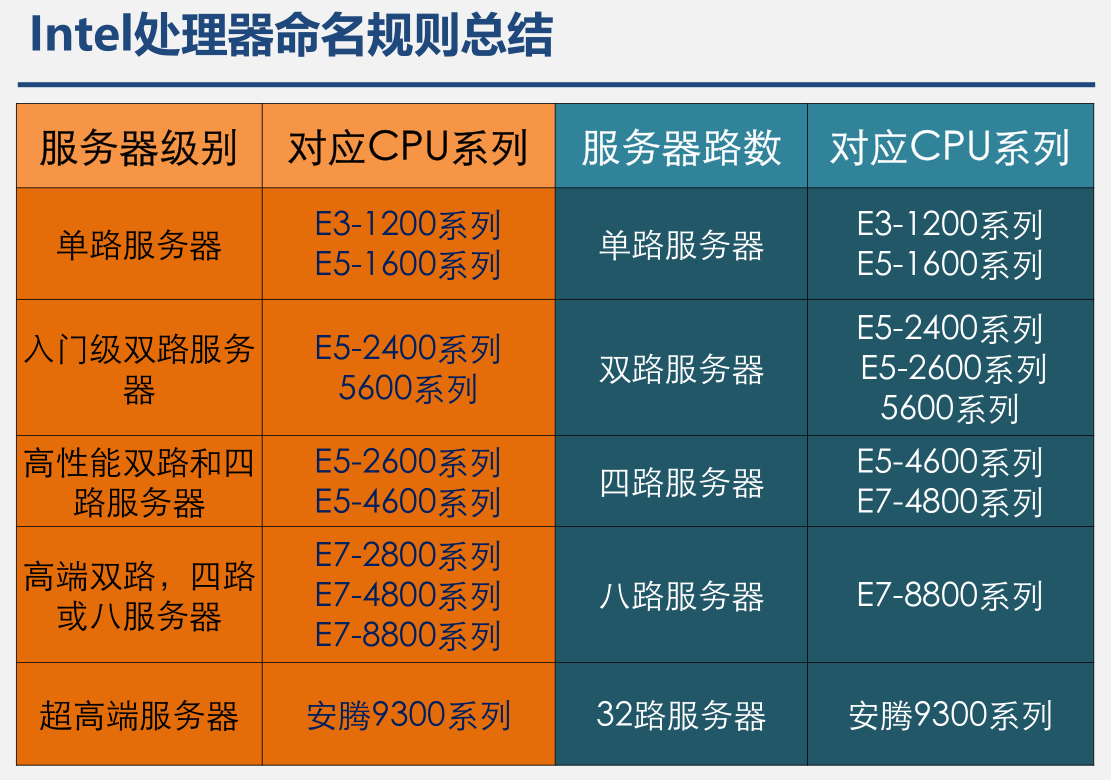 Intel处理器命名规则总结
服务器级别 对应CPU系列 服务器路数 对应CPU系列
单路服务器
E3-1200系列
E5-1600系列
单路服务器
E3-1200系列
E5-1600系列
入门级双路服务
器
E5-2400系列
5600系列
双路服务器
E5-2400系列
E5-2600系列
5600系列
高性能双路和四
路服务器
E5-2600系列
E5-4600系列
四路服务器
E5-4600系列
E7-4800系列
高端双路，四路
或八服务器
E7-2800系列
E7-4800系列
E7-8800系列
八路服务器
E7-8800系列
超高端服务器
安腾9300系列
32路服务器
安腾9300系列